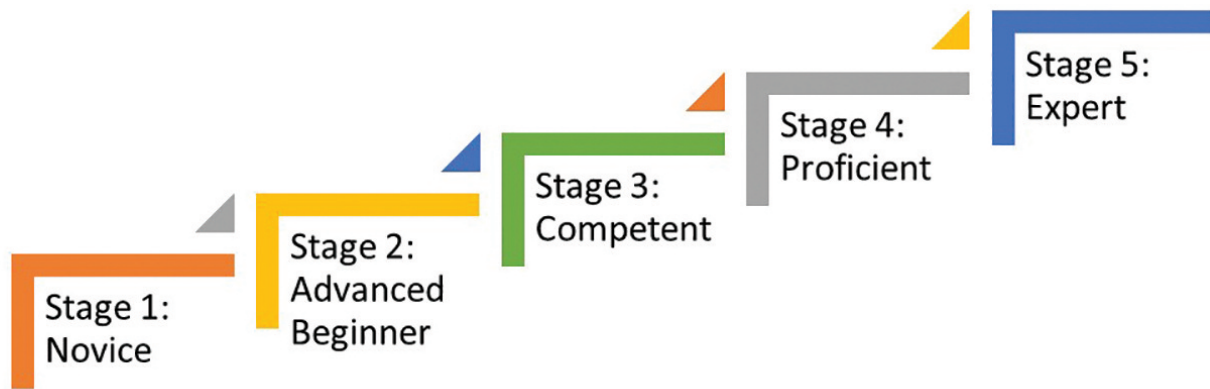 Stage 1:
Novice
Stage 2:
Advanced
Beginner
Stage 3:
Competent
Stage 4:
Proficient
Stage 5:
Expert